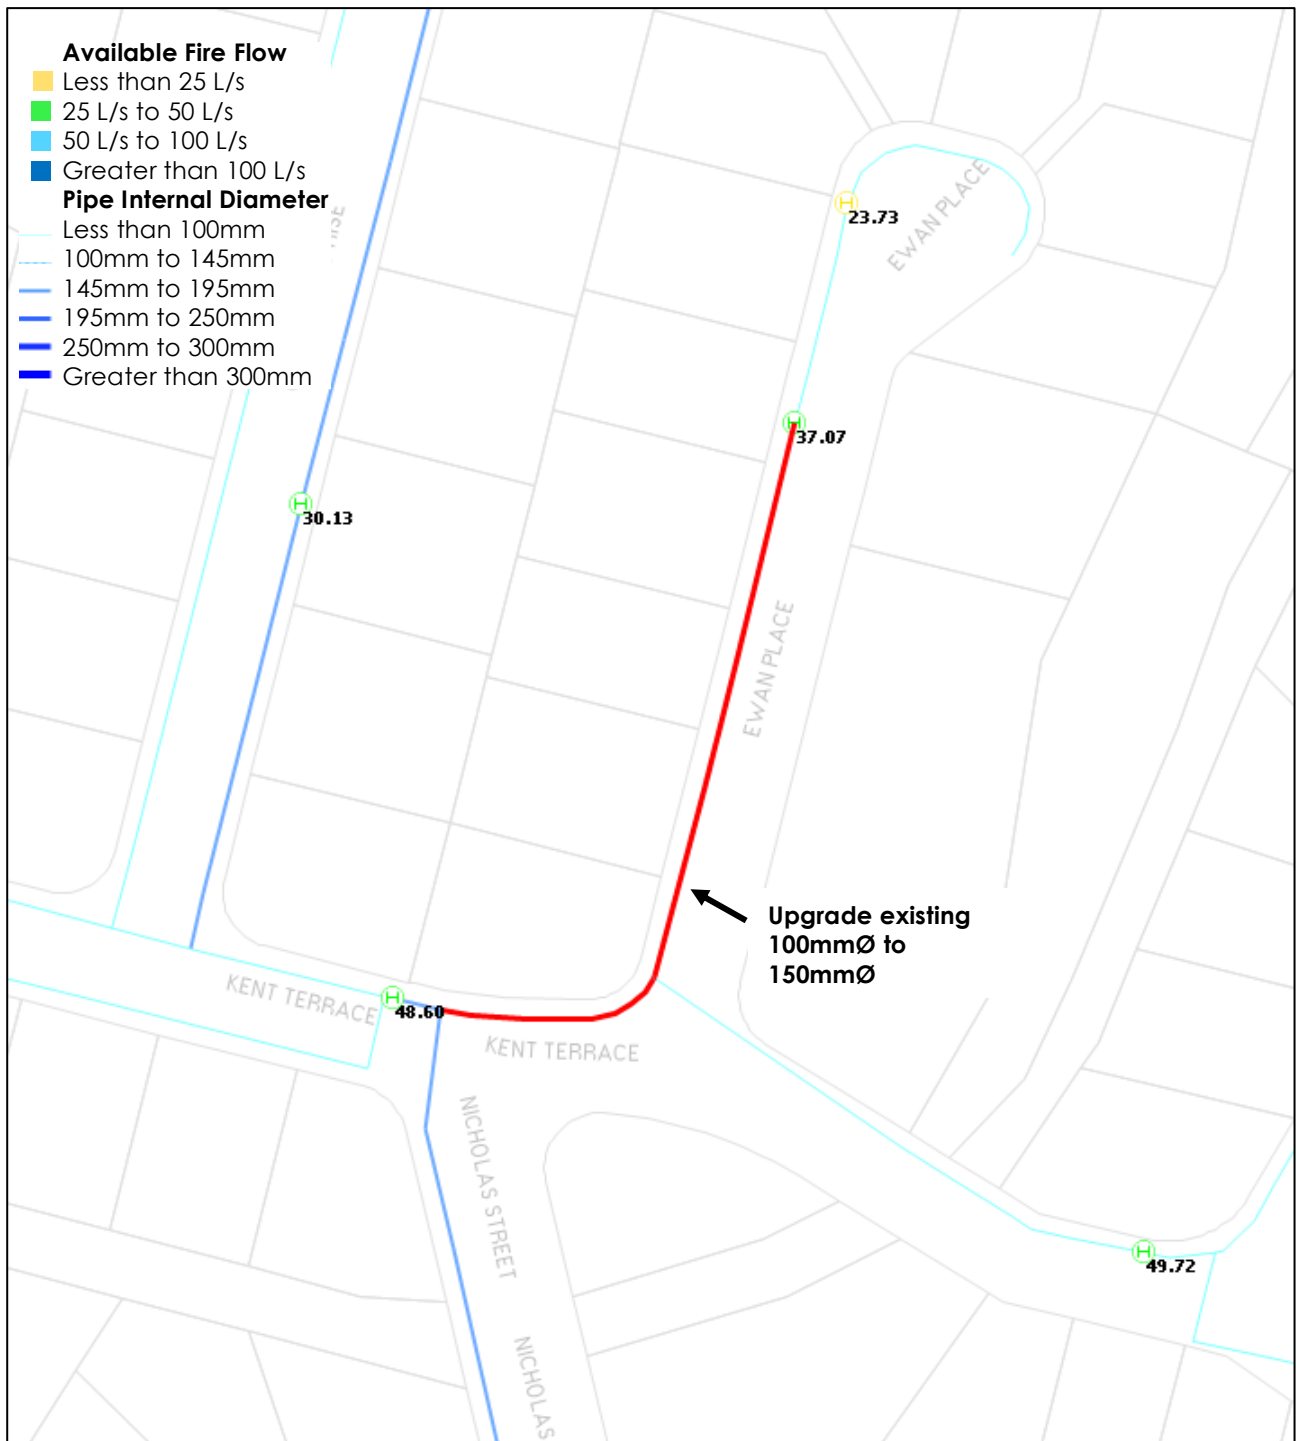 Available Fire Flow
Less than 25 L/s
25 L/s to 50 L/s
50 L/s to 100 L/s
Greater than 100 L/s
Pipe Internal Diameter
Less than 100mm
100mm to 145mm
145mm to 195mm
195mm to 250mm
250mm to 300mm
Greater than 300mm
H
23.73
EWAN PLACE
H
37.07
H
30.13
EWAN PLACE
Upgrade existing
100mmØ to
150mmØ
KENT TERRACE
H
48.60
KENT TERRACE
NICHOLAS STREET
H
49.72
NICHOLAS